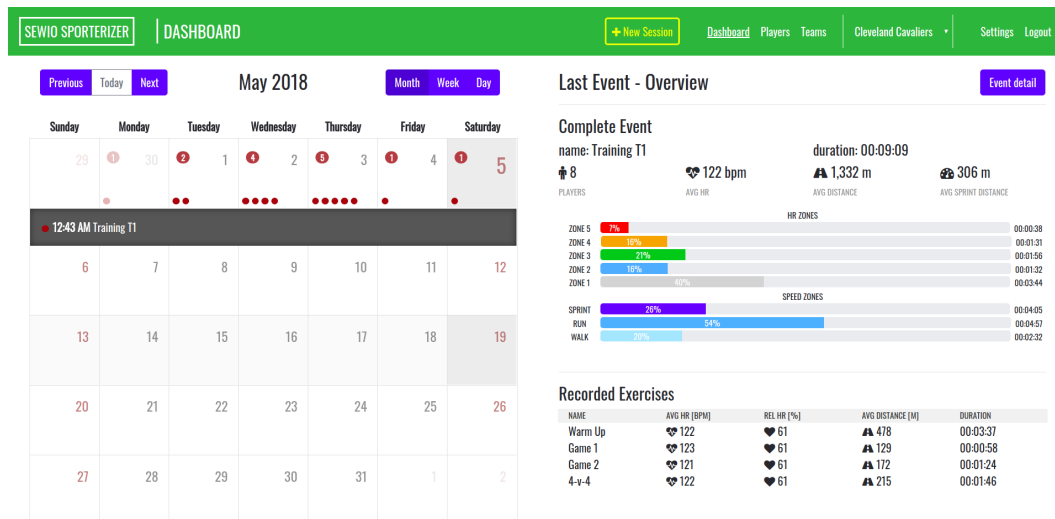 SEWIO SPORTERIZER
DASHBOARD
New Session
Dashboard Players Teams
Cleveland Cavaliers
Settings Logout
Previous Today Next
May 2018
Month Week Day
Sunday Monday Tuesday Wednesday Thursday Friday Saturday
29 1 30 2 1 4 2 5 3 1 4 1 5
12:43 AM Training T1
6 7 8 9 10 11 12
13 14 15 16 17 18 19
20 21 22 23 24 25 26
27 28 29 30 31 1 2
Last Event - Overview
Event detail
Complete Event
name: Training T1 duration: 00:09:09
8 122 bpm 1,332 m 306 m
PLAYERS AVG HR AVG DISTANCE AVG SPRINT DISTANCE
HR ZONES
ZONE 5 7% 00:00:38
ZONE 4 16% 00:01:31
ZONE 3 21% 00:01:56
ZONE 2 16% 00:01:32
ZONE 1 40% 00:03:44
SPEED ZONES
SPRINT 26% 00:04:05
RUN 54% 00:04:57
WALK 20% 00:02:32
Recorded Exercises
NAME AVG HR [BPM] REL HR [%] AVG DISTANCE [M] DURATION
Warm Up 122 61 478 00:03:37
Game 1 123 61 129 00:00:58
Game 2 121 61 172 00:01:24
4-v-4 122 61 215 00:01:46